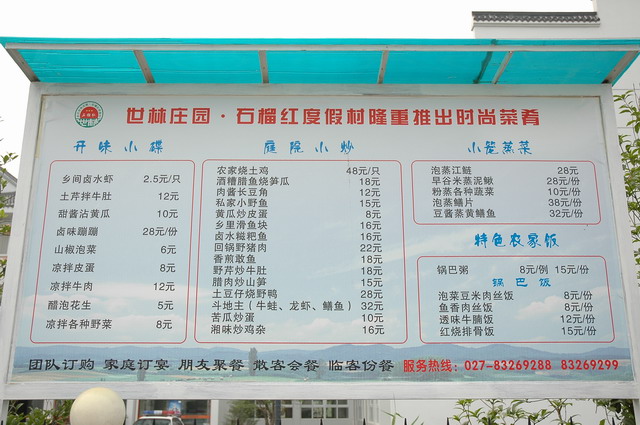 世林庄园·石榴红度假村隆重推出时尚菜肴
开味小碟
乡间卤水虾 2.5元/只
土芹拌牛肚 12元
甜酱沾黄瓜 10元
卤味蹦蹦 28元/份
山椒泡菜 6元
凉拌皮蛋 8元
凉拌牛肉 12元
醋泡花生 5元
凉拌各种野菜 8元
庭院小炒
农家烧土鸡 48元/只
酒糟腊鱼烧笋瓜 18元
肉酱长豆角 12元
私家小野鱼 15元
黄瓜炒皮蛋 8元
乡里滑鱼块 16元
卤水糍粑鱼 16元
回锅野猪肉 22元
香煎敢鱼 18元
野芹炒牛肚 18元
腊肉炒山笋 15元
土豆仔烧野鸭 28元
斗地主（牛蛙、龙虾、鳝鱼） 32元
苦瓜炒蛋 10元
湘味炒鸡杂 16元
小笼蒸菜
泡蒸江鲢 28元
早谷米蒸泥鳅 28元/份
粉蒸各种蔬菜 10元/份
泡蒸鳝片 38元/份
豆酱蒸黄鳝鱼 32元/份
特色农家饭
锅巴粥 8元/例 15元/份
锅巴饭
泡菜豆米肉丝饭 8元/份
鱼香肉丝饭 8元/份
透味牛腩饭 12元/份
红烧排骨饭 15元/份
团队订购 家庭订宴 朋友聚餐 散客会餐 临客份餐 服务热线：027-83269288 83269299